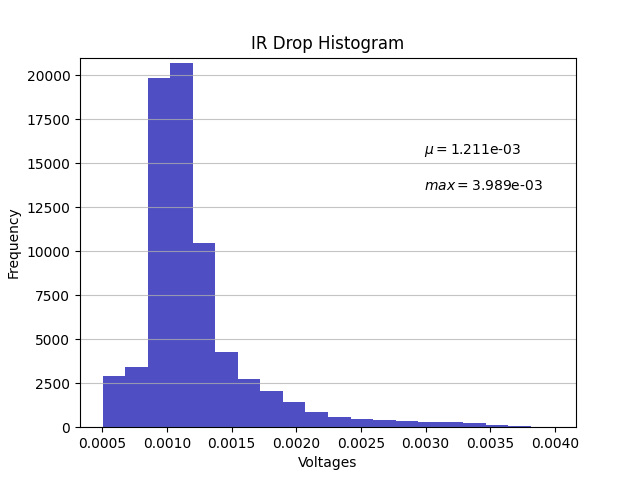 IR Drop Histogram
20000
17500
15000
12500
10000
7500
5000
2500
0
Frequency
μ = 1.211e-03
max = 3.989e-03
0.0005 0.0010 0.0015 0.0020 0.0025 0.0030 0.0035 0.0040
Voltages